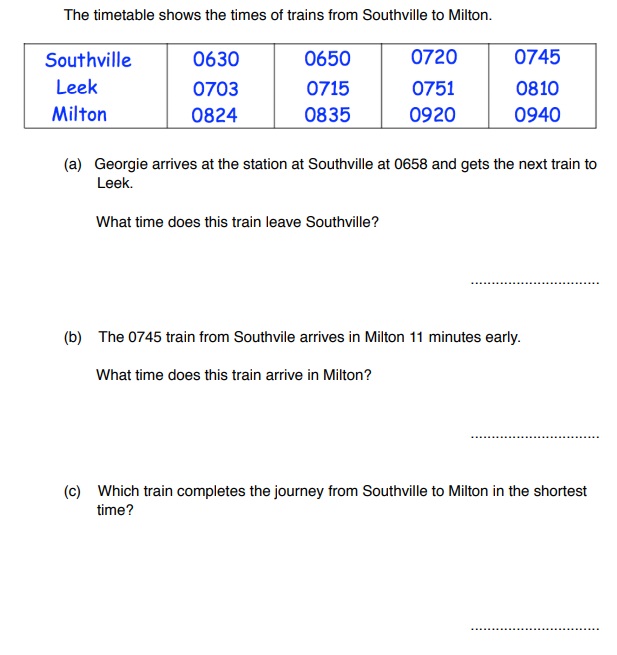 The timetable shows the times of trains from Southville to Milton.
Southville 0630 0650 0720 0745
Leek 0703 0715 0751 0810
Milton 0824 0835 0920 0940
(a) Georgie arrives at the station at Southville at 0658 and gets the next train to
Leek.
What time does this train leave Southville?
...............................
(b) The 0745 train from Southvile arrives in Milton 11 minutes early.
What time does this train arrive in Milton?
...............................
(c) Which train completes the journey from Southville to Milton in the shortest
time?
...............................